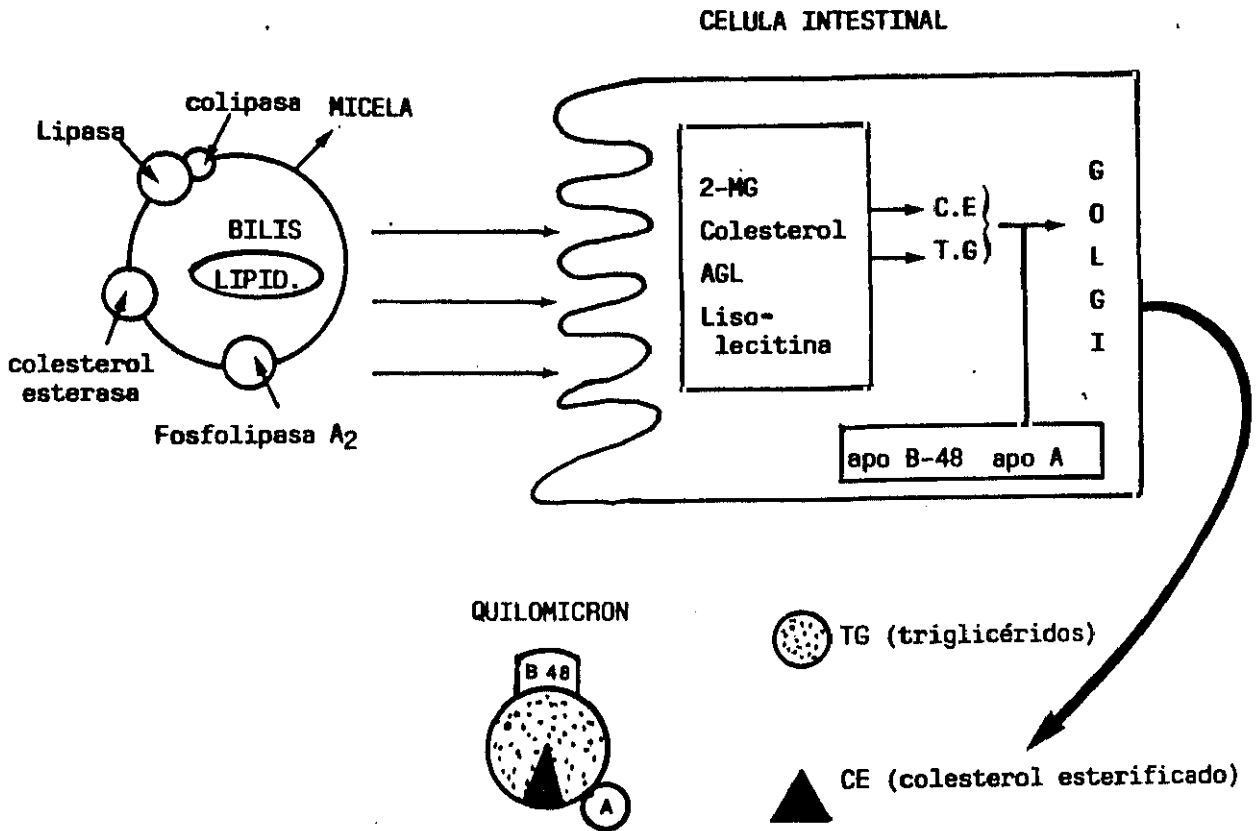 CELULA INTESTINAL
colipasa
MICELA
Lipasa
BILIS
LIPID.
colesterol
esterasa
Fosfolipasa A2
2-MG
Colesterol
AGL
Liso-
lecitina
C.E
T.G
G
O
L
G
I
apo B-48 apo A
QUILOMICRON
B 48
A
TG (triglicéridos)
CE (colesterol esterificado)